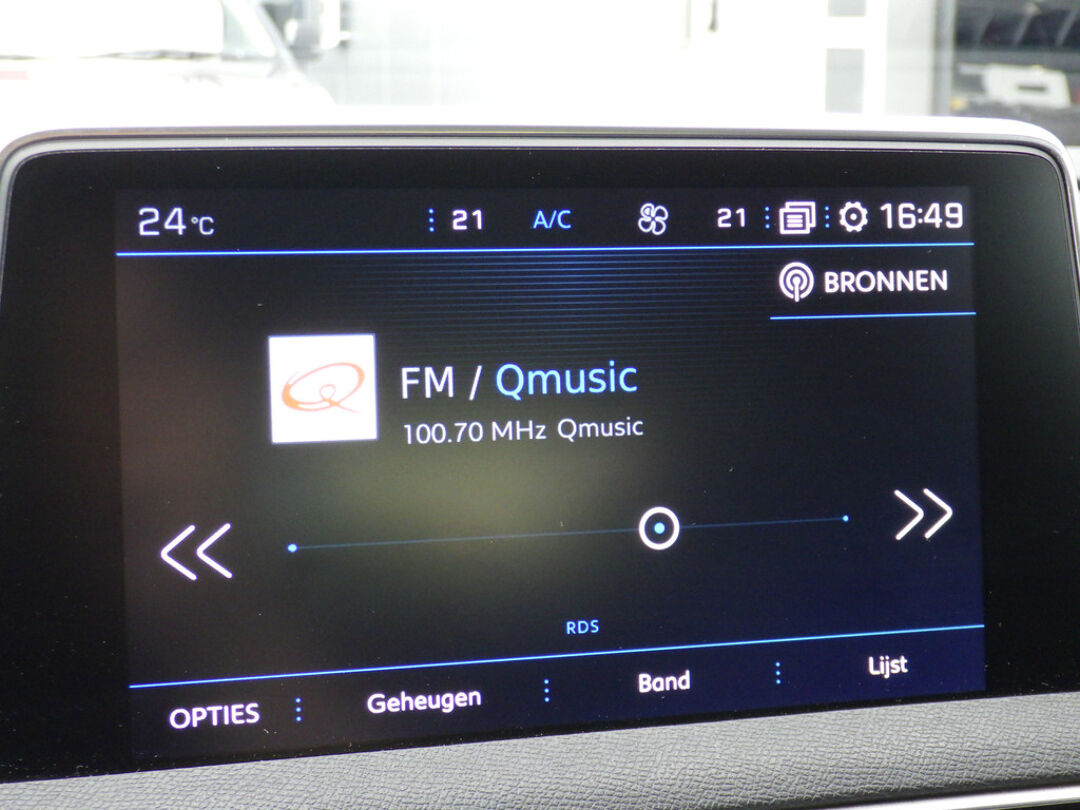 24°C 21 A/C 21 16:49
BRONNEN
FM / Qmusic
100.70 MHz Qmusic
RDS
OPTIES Geheugen Band Lijst